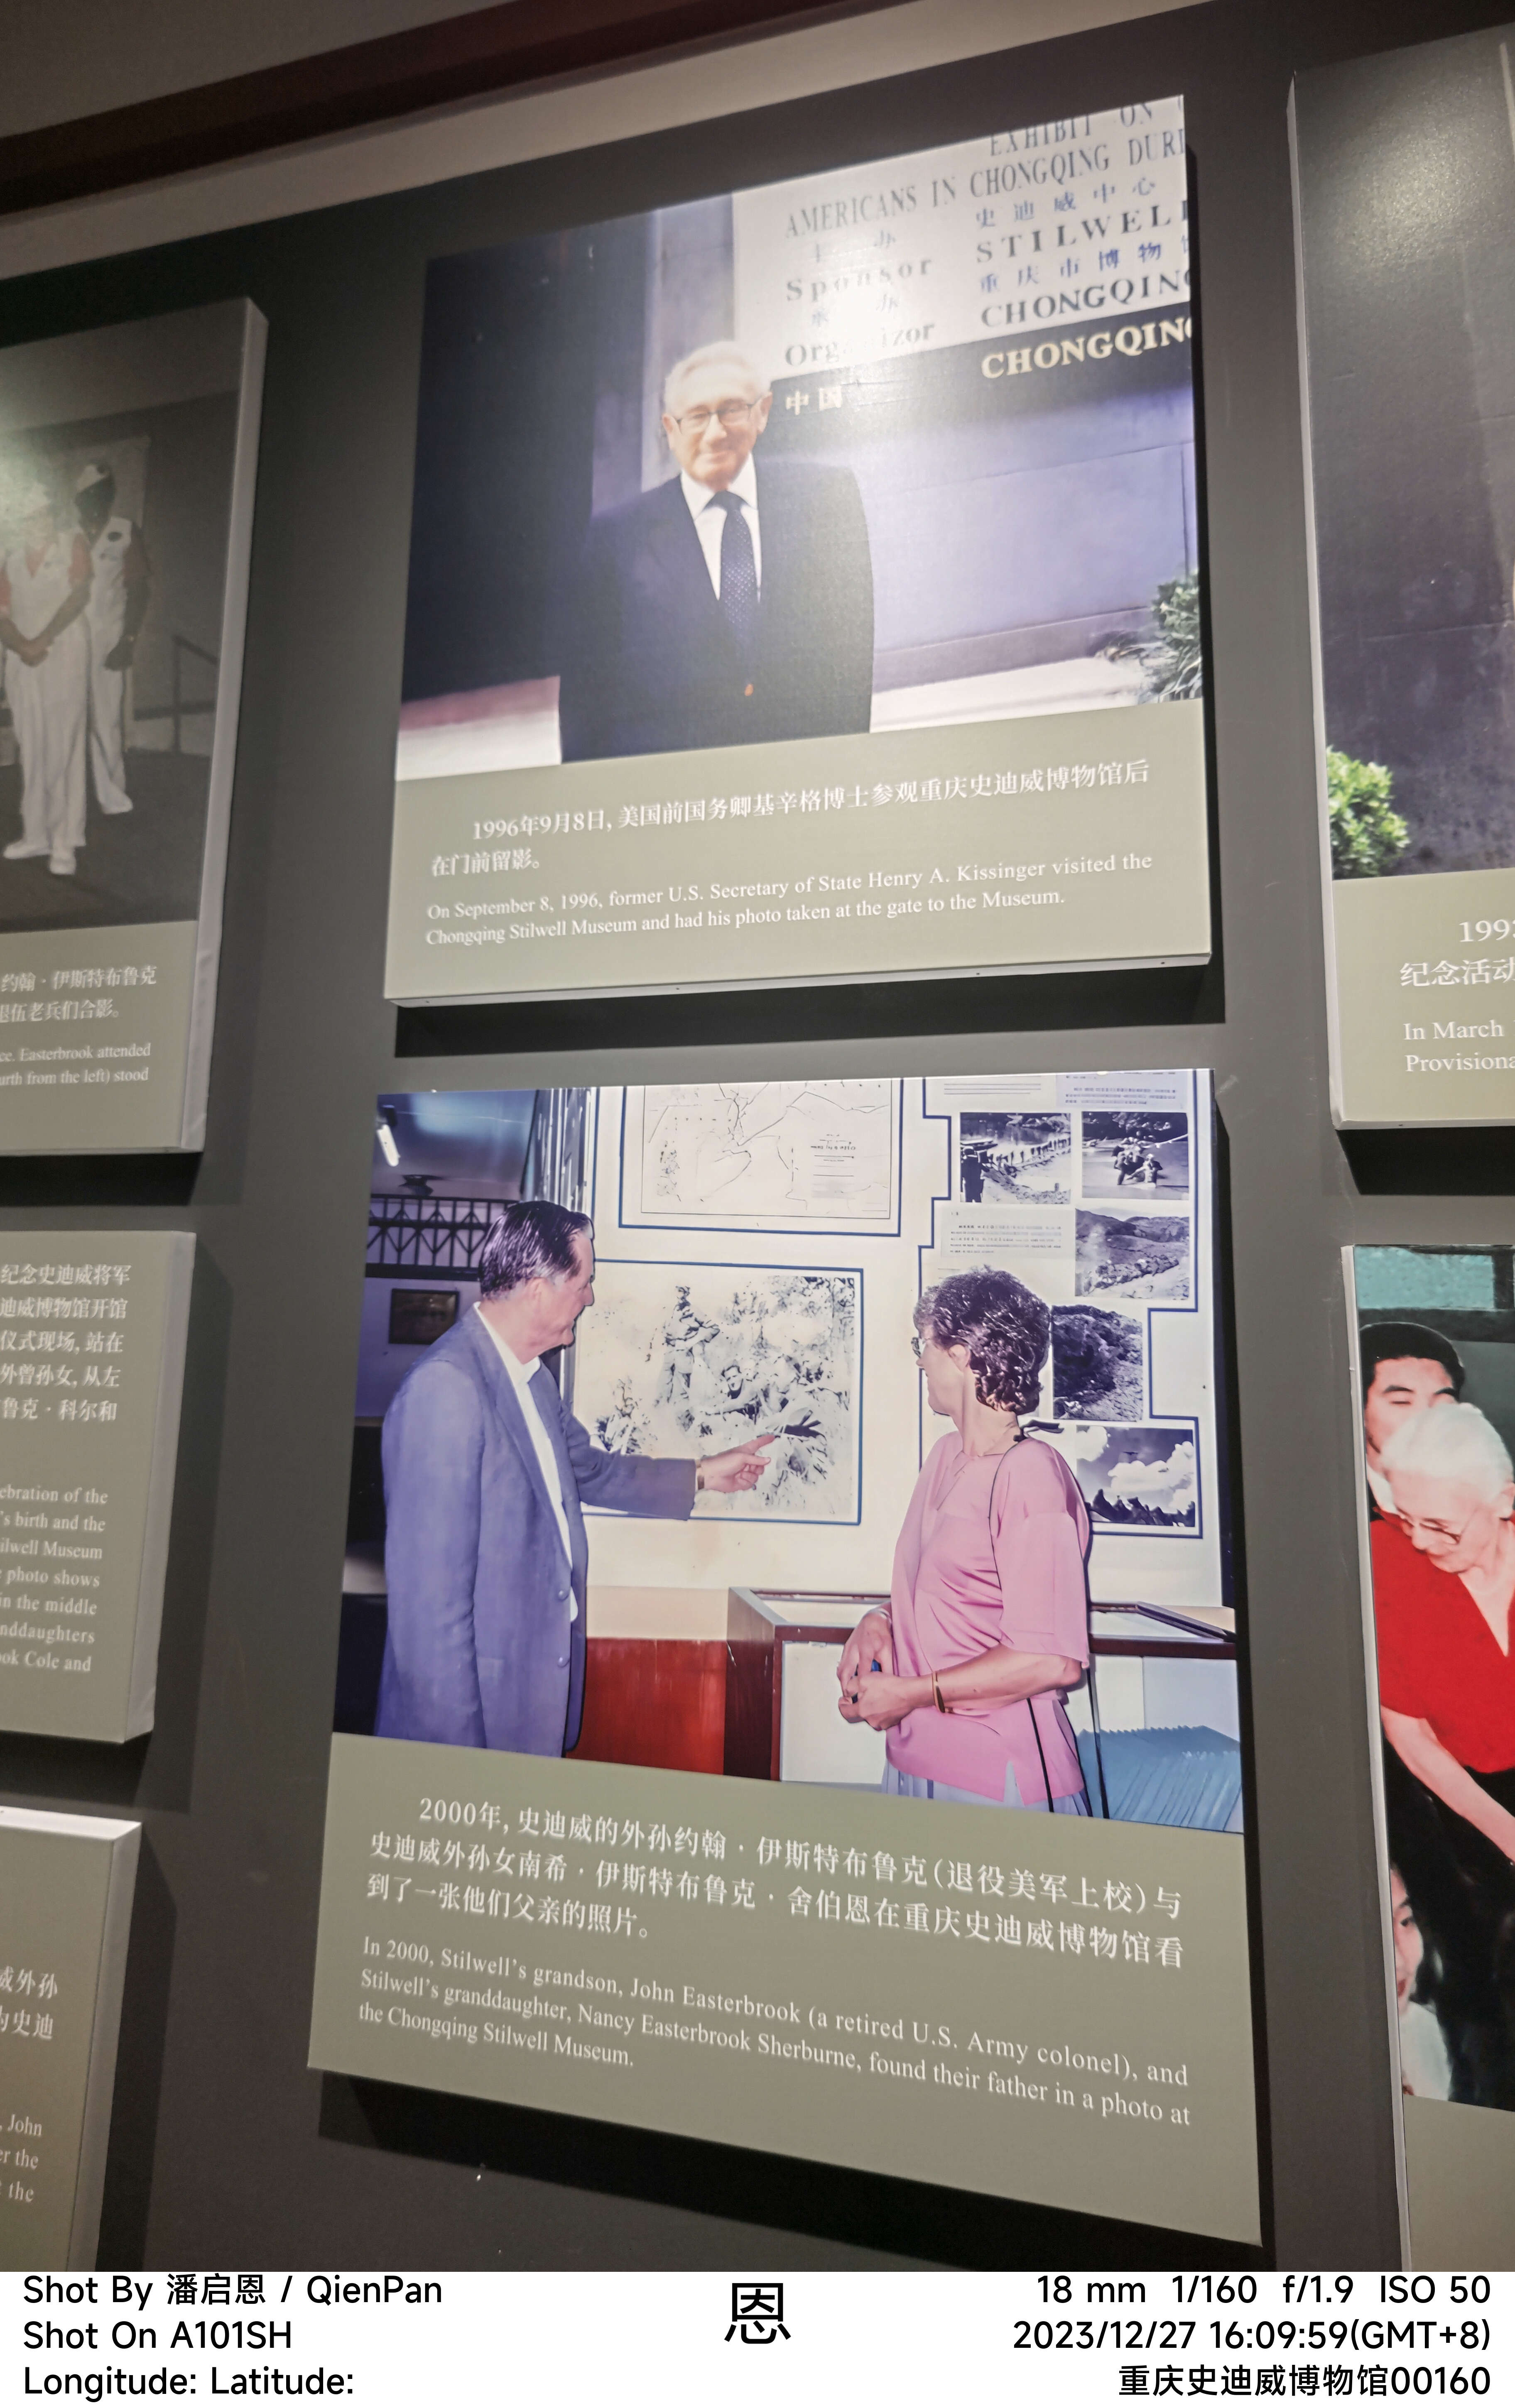 EXHIBIT ON
AMERICANS IN CHONGQING DURI
主 办
史 迪 威 中 心
Sponsor
STILWEL
重 庆 市 博 物
Organizor
CHONGQIN
中国
CHONGQING
1996年9月8日, 美国前国务卿基辛格博士参观重庆史迪威博物馆后
在门前留影。
On September 8, 1996, former U.S. Secretary of State Henry A. Kissinger visited the
Chongqing Stilwell Museum and had his photo taken at the gate to the Museum.
约翰 · 伊斯特布鲁克
退伍老兵们合影。
ce. Easterbrook attended
urth from the left) stood
199
纪念活动
In March
Provisiona
纪念史迪威将军
迪威博物馆开馆
仪式现场, 站在
外曾孙女, 从左
鲁克 · 科尔和
ebration of the
's birth and the
ilwell Museum
photo shows
in the middle
nddaughters
ok Cole and
2000年, 史迪威的外孙约翰 · 伊斯特布鲁克(退役美军上校)与
史迪威外孙女南希 · 伊斯特布鲁克 · 舍伯恩在重庆史迪威博物馆看
到了一张他们父亲的照片。
In 2000, Stilwell's grandson, John Easterbrook (a retired U.S. Army colonel), and
Stilwell's granddaughter, Nancy Easterbrook Sherburne, found their father in a photo at
the Chongqing Stilwell Museum.
威外孙
为史迪
, John
er the
the
Shot By 潘启恩 / QienPan
Shot On A101SH
Longitude: Latitude:
恩
18 mm 1/160 f/1.9 ISO 50
2023/12/27 16:09:59(GMT+8)
重庆史迪威博物馆00160